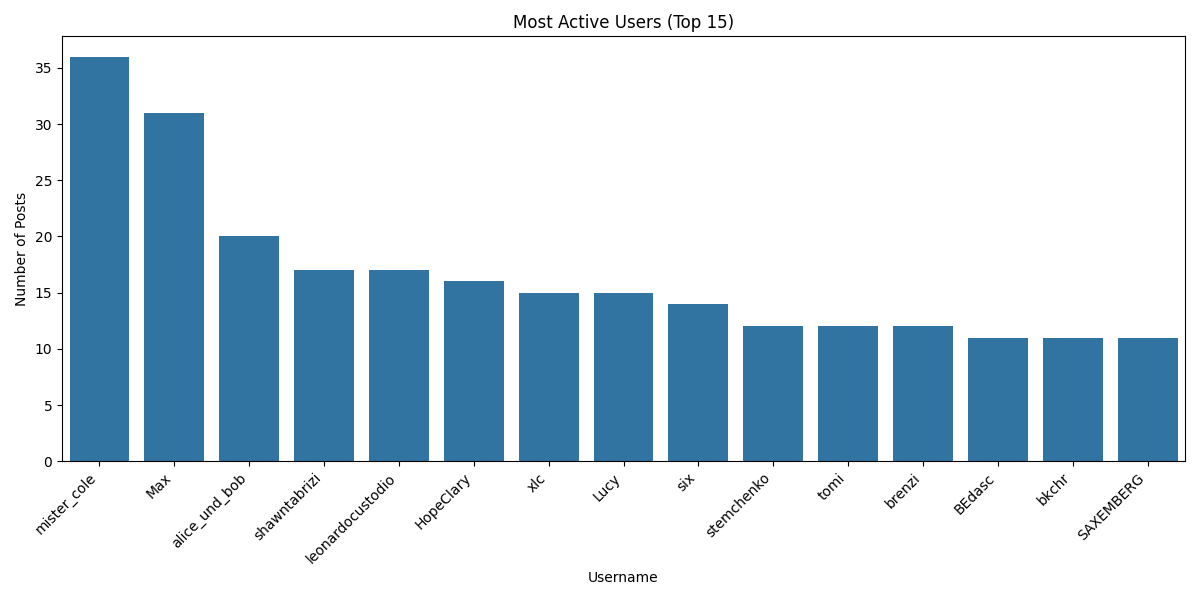 Most Active Users (Top 15)
Number of Posts
35
30
25
20
15
10
5
0
mister_cole
Max
alice_und_bob
shawntabrizi
leonardocustodio
HopeClary
xlc
Lucy
six
stemchenko
tomi
brenzi
BEdasc
bkchr
SAXEMBERG
Username